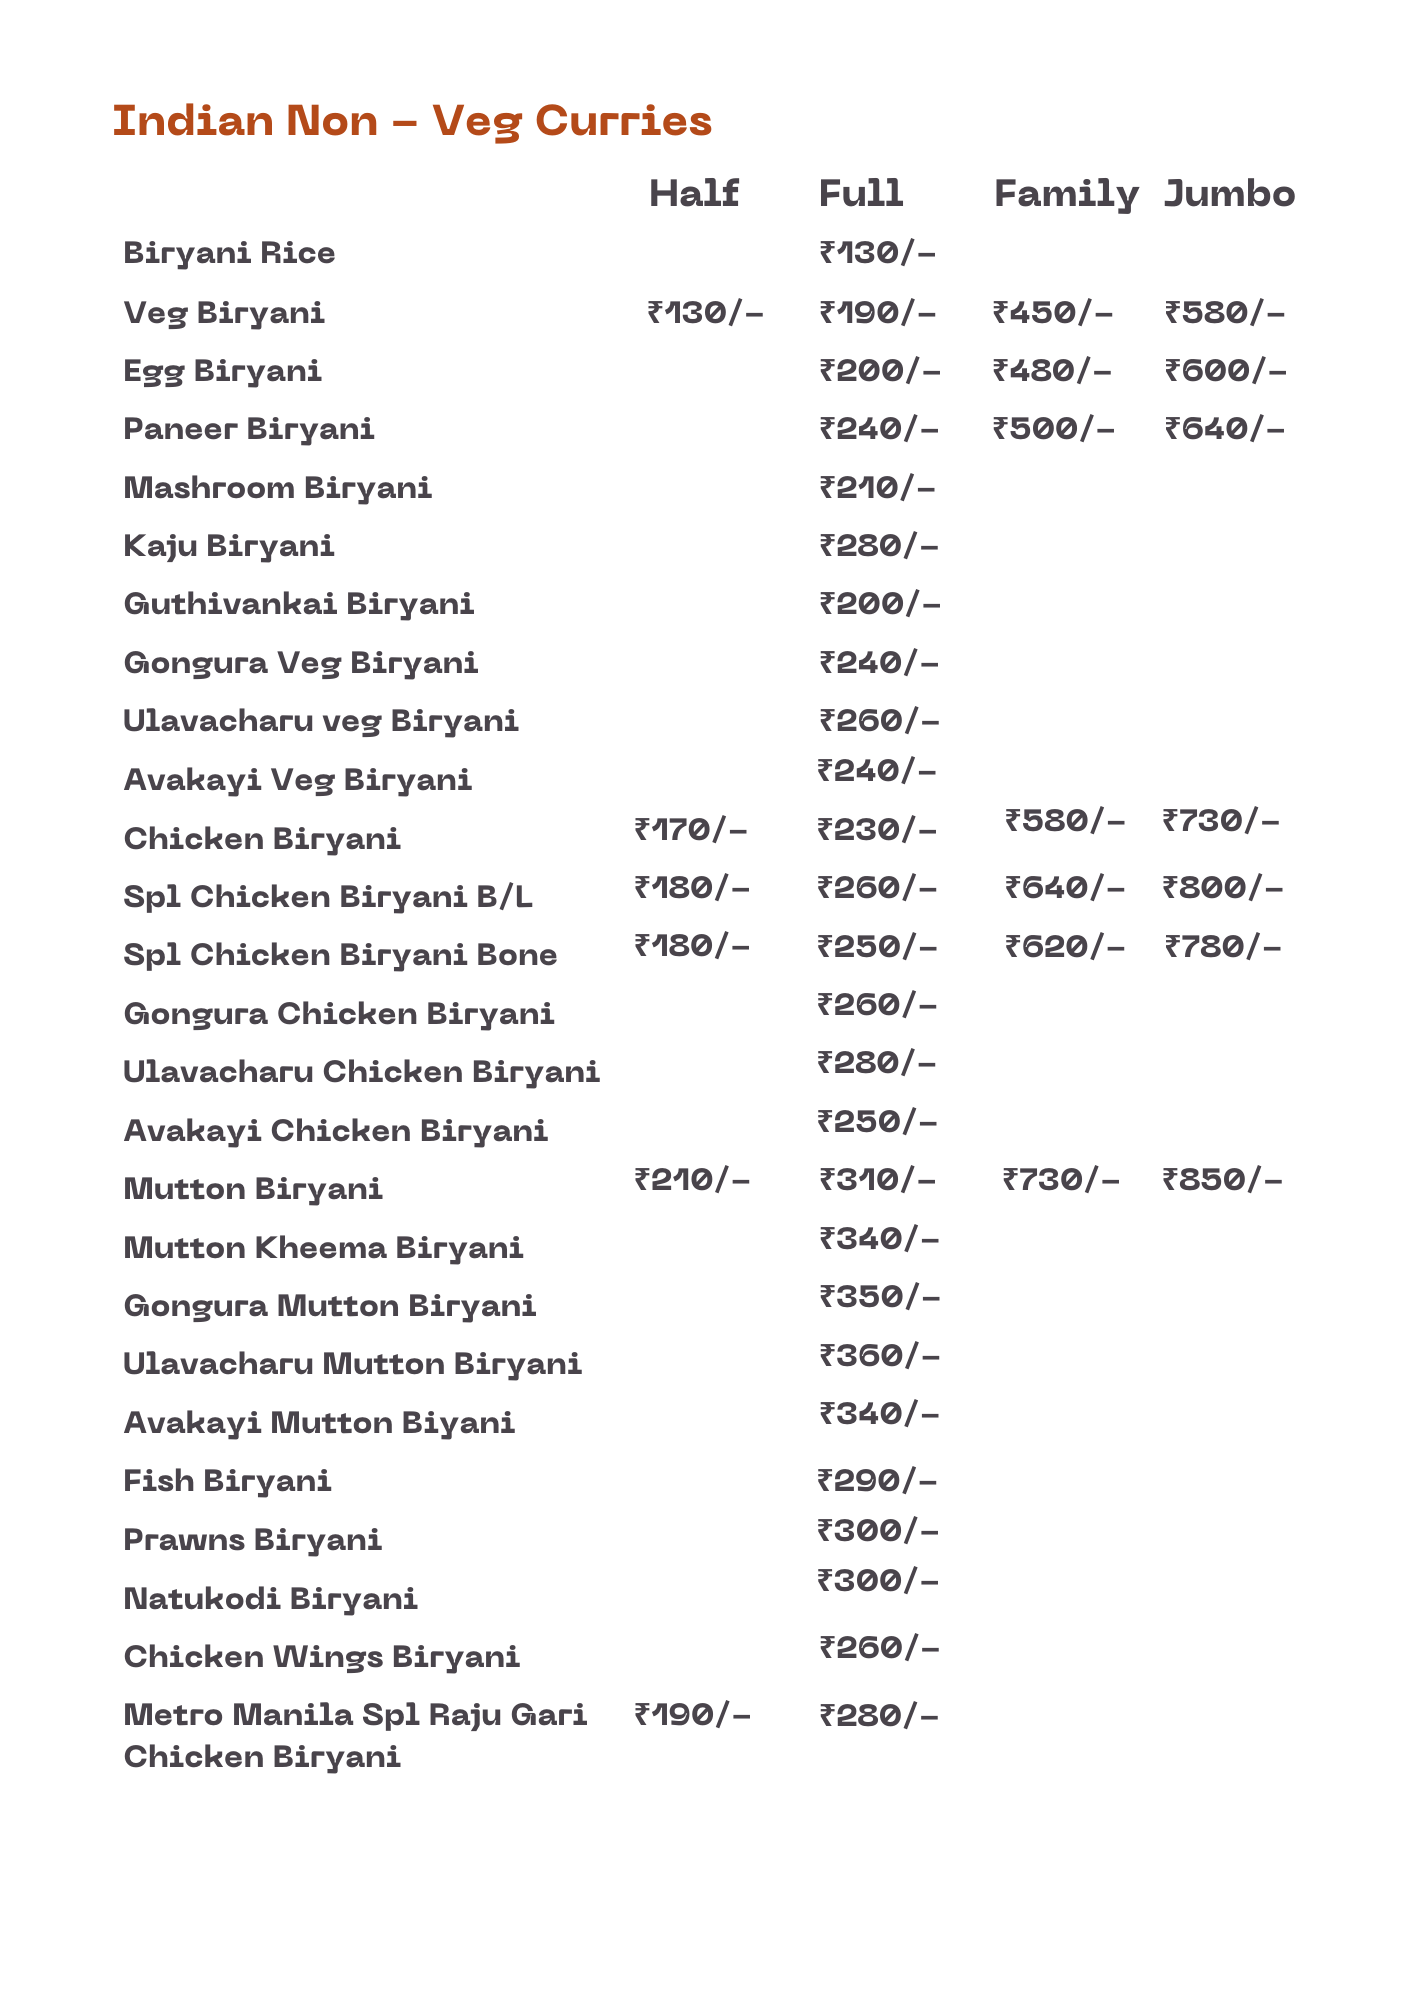 Indian Non – Veg Curries
Half Full Family Jumbo
Biryani Rice ₹130/–
Veg Biryani ₹130/– ₹190/– ₹450/– ₹580/–
Egg Biryani ₹200/– ₹480/– ₹600/–
Paneer Biryani ₹240/– ₹500/– ₹640/–
Mashroom Biryani ₹210/–
Kaju Biryani ₹280/–
Guthivankai Biryani ₹200/–
Gongura Veg Biryani ₹240/–
Ulavacharu veg Biryani ₹260/–
Avakayi Veg Biryani ₹240/–
Chicken Biryani ₹170/– ₹230/– ₹580/– ₹730/–
Spl Chicken Biryani B/L ₹180/– ₹260/– ₹640/– ₹800/–
Spl Chicken Biryani Bone ₹180/– ₹250/– ₹620/– ₹780/–
Gongura Chicken Biryani ₹260/–
Ulavacharu Chicken Biryani ₹280/–
Avakayi Chicken Biryani ₹250/–
Mutton Biryani ₹210/– ₹310/– ₹730/– ₹850/–
Mutton Kheema Biryani ₹340/–
Gongura Mutton Biryani ₹350/–
Ulavacharu Mutton Biryani ₹360/–
Avakayi Mutton Biyani ₹340/–
Fish Biryani ₹290/–
Prawns Biryani ₹300/–
Natukodi Biryani ₹300/–
Chicken Wings Biryani ₹260/–
Metro Manila Spl Raju Gari ₹190/– ₹280/–
Chicken Biryani